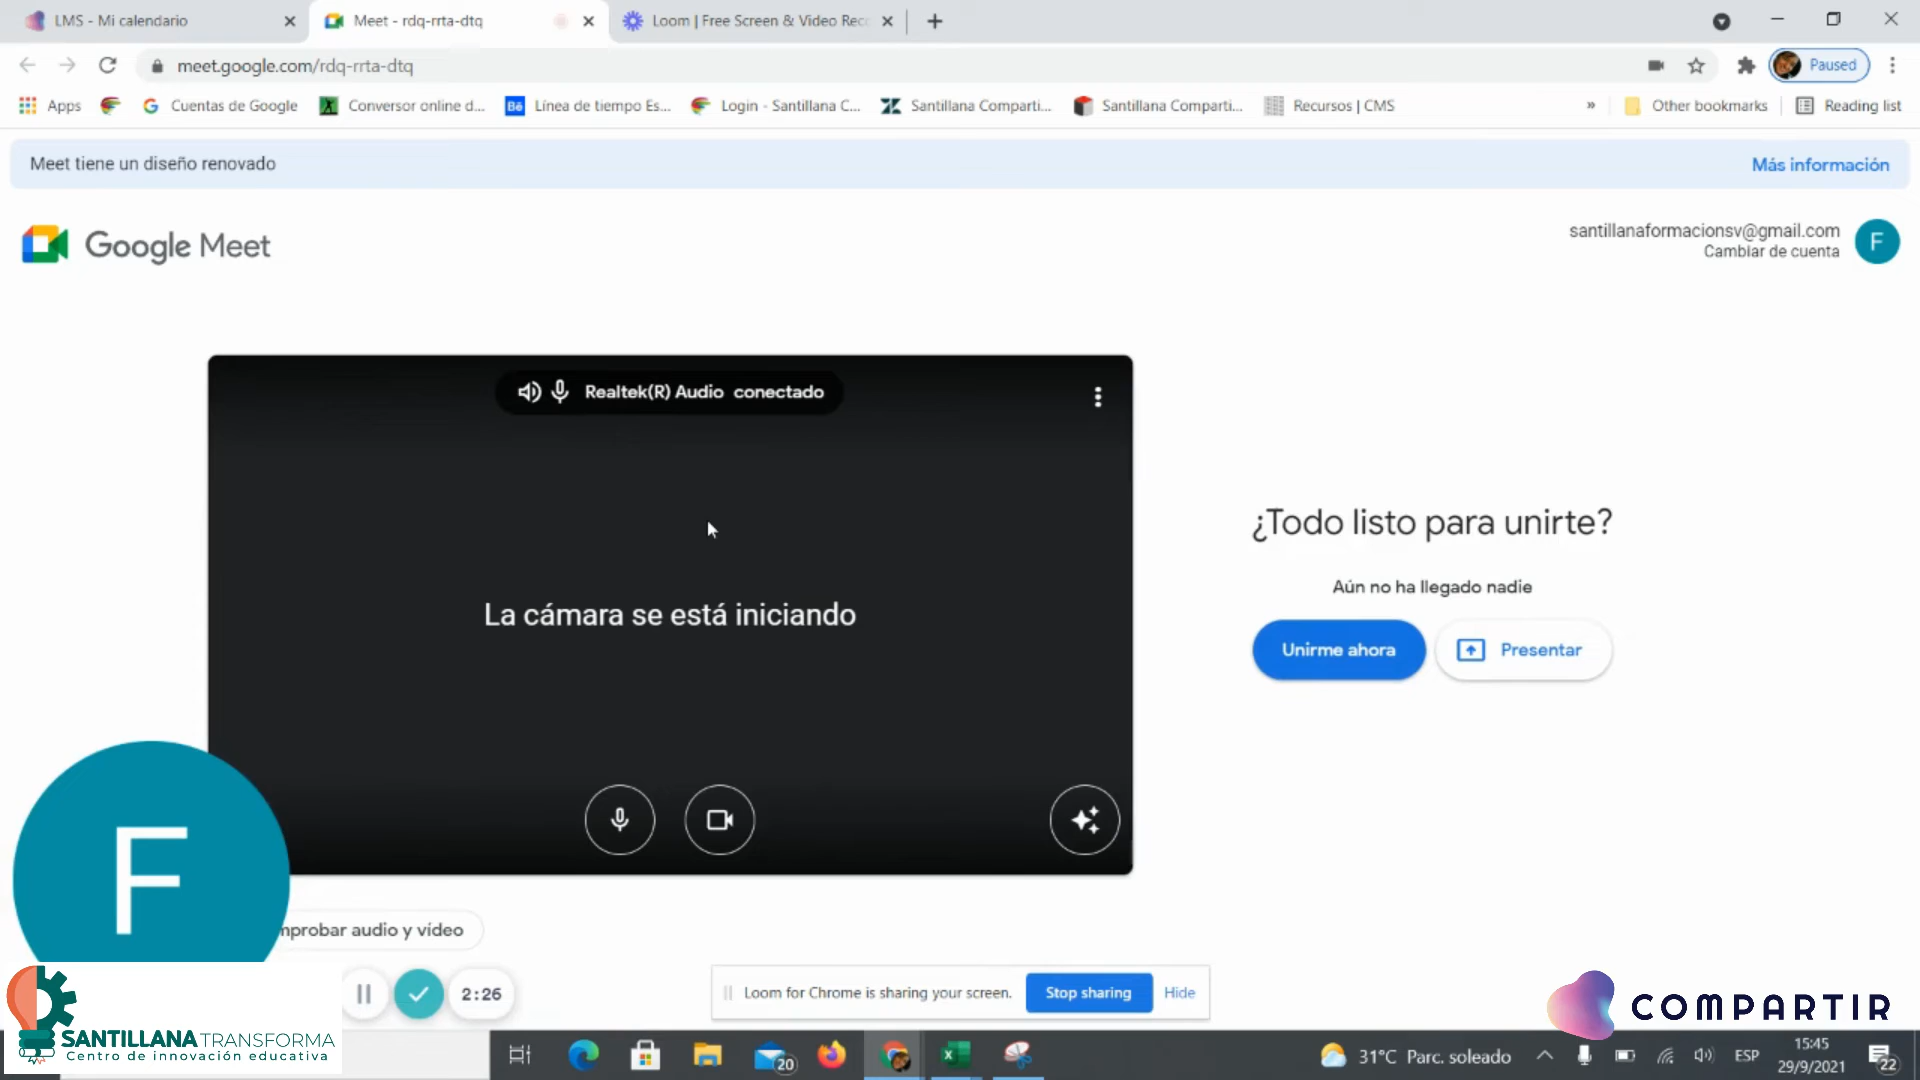 LMS - Mi calendario
Meet - rdq-rrta-dtq
Loom | Free Screen & Video Rec
meet.google.com/rdq-rrta-dtq
Paused
Apps
Cuentas de Google
Conversor online d...
Bē
Línea de tiempo Es...
Login - Santillana C...
Santillana Comparti...
Santillana Comparti...
Recursos | CMS
»
Other bookmarks
Reading list
Meet tiene un diseño renovado
Más información
Google Meet
santillanaformacionsv@gmail.com
Cambiar de cuenta
F
Realtek(R) Audio conectado
La cámara se está iniciando
¿Todo listo para unirte?
Aún no ha llegado nadie
Unirme ahora
Presentar
F
mprobar audio y vídeo
2:26
Loom for Chrome is sharing your screen.
Stop sharing
Hide
SANTILLANA TRANSFORMA
Centro de innovación educativa
COMPARTIR
20
31°C Parc. soleado
ESP
15:45
29/9/2021
22